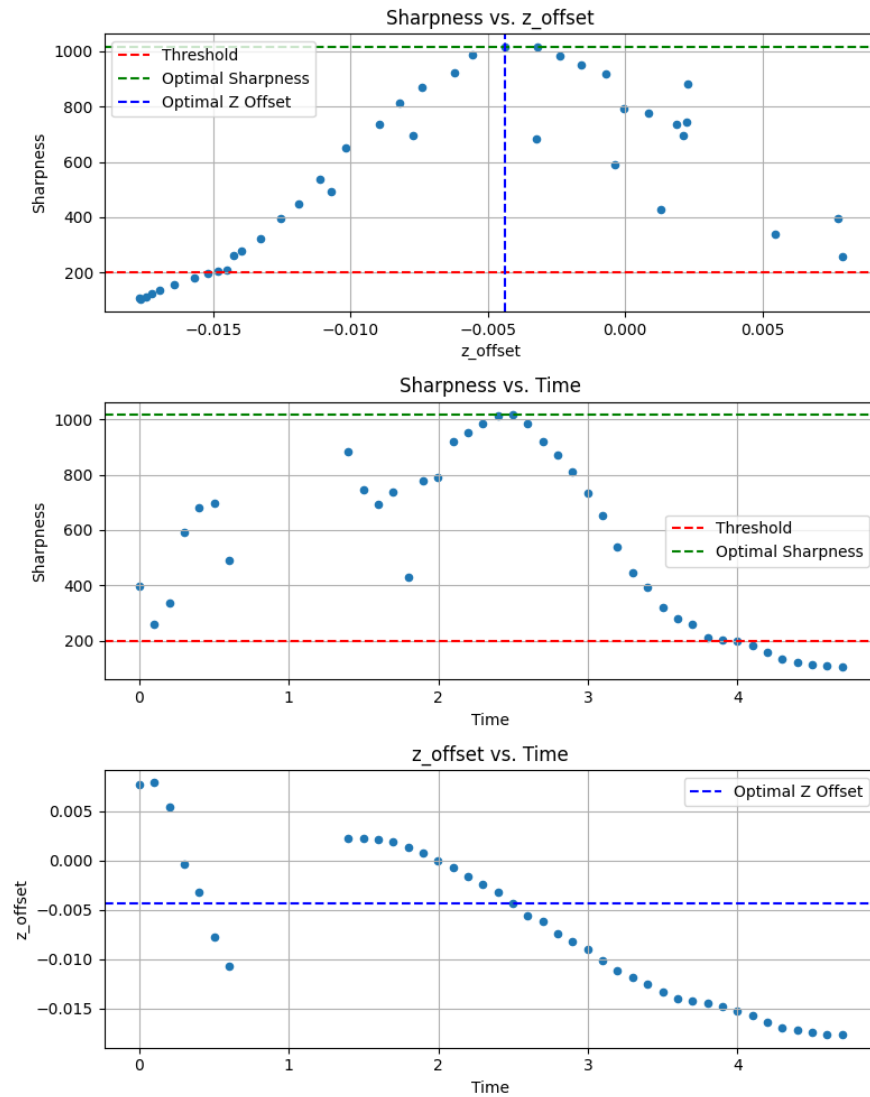 Sharpness vs. z_offset
Sharpness
1000
800
600
400
200
Threshold
Optimal Sharpness
Optimal Z Offset
−0.015
−0.010
−0.005
0.000
0.005
z_offset
Sharpness vs. Time
Sharpness
1000
800
600
400
200
Threshold
Optimal Sharpness
0
1
2
3
4
Time
z_offset vs. Time
z_offset
0.005
0.000
−0.005
−0.010
−0.015
Optimal Z Offset
0
1
2
3
4
Time